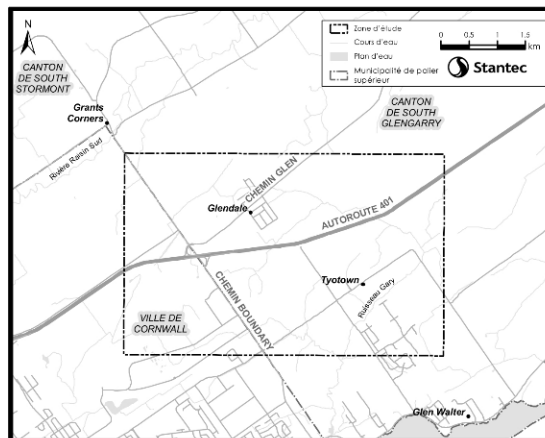 N
CANTON
DE SOUTH
STORMONT
Grants
Corners
Rivière Raisin Sud
Zone d'étude
Cours d'eau
Plan d'eau
Municipalité de palier
supérieur
0 0.5 1 1.5
km
Stantec
CANTON
DE SOUTH
GLENGARRY
CHEMIN GLEN
Glendale
AUTOROUTE 401
Tyotown
Ruisseau Gary
CHEMIN BOUNDARY
VILLE DE
CORNWALL
Glen Walter